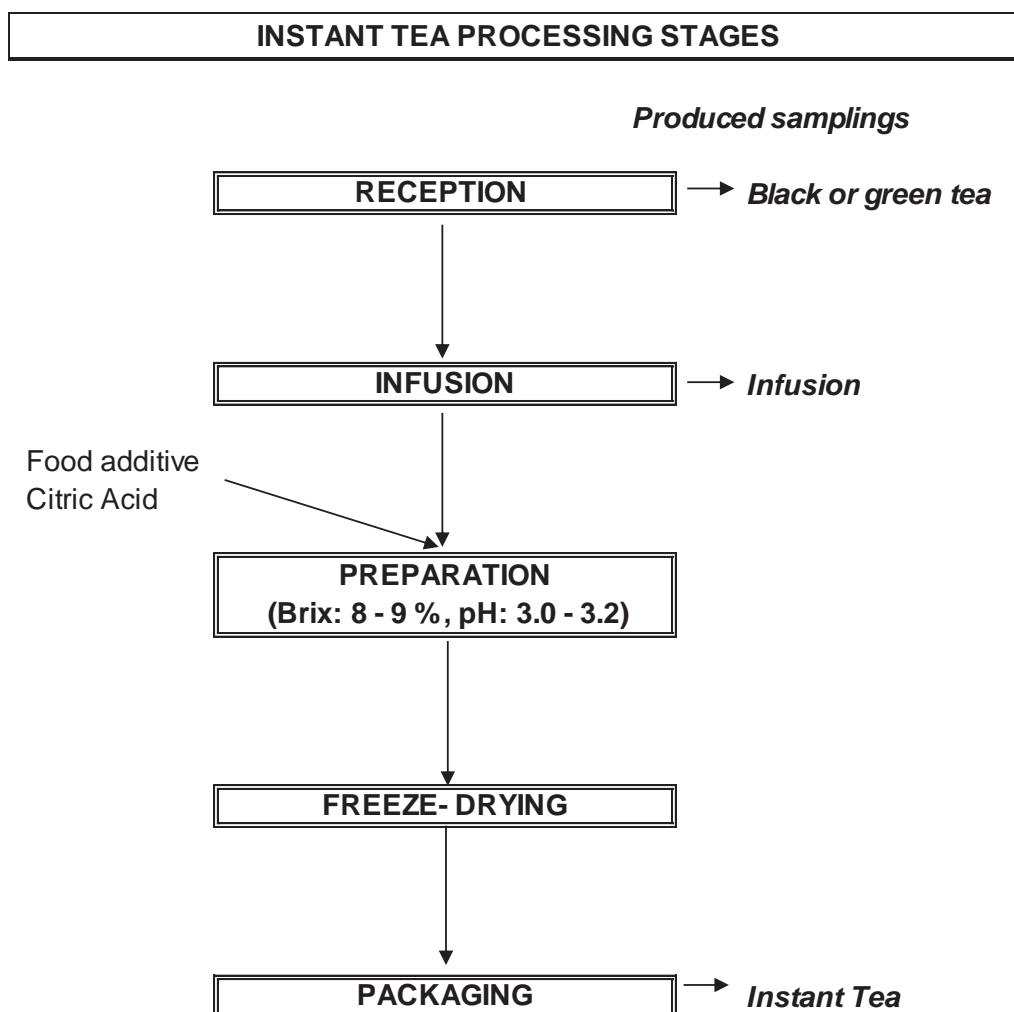 INSTANT TEA PROCESSING STAGES
Produced samplings
RECEPTION
Black or green tea
INFUSION
Infusion
Food additive
Citric Acid
PREPARATION
(Brix: 8 - 9 %, pH: 3.0 - 3.2)
FREEZE- DRYING
PACKAGING
Instant Tea